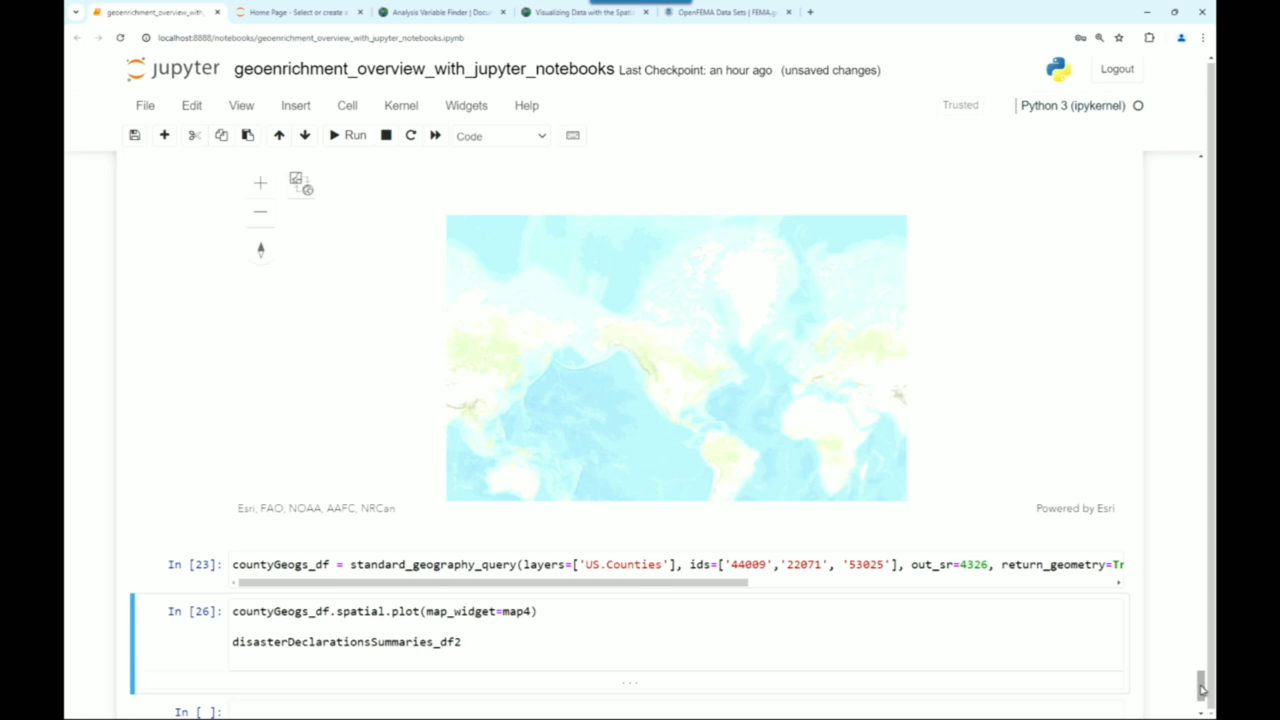 geoenrichment_overview_with_
Home Page - Select or create a
Analysis Variable Finder | Docu
Visualizing Data with the Spati
OpenFEMA Data Sets | FEMA.g
localhost:8888/notebooks/geoenrichment_overview_with_jupyter_notebooks.ipynb
jupyter geoenrichment_overview_with_jupyter_notebooks Last Checkpoint: an hour ago (unsaved changes)
Logout
File Edit View Insert Cell Kernel Widgets Help
Trusted
Python 3 (ipykernel)
Run
Code
Esri, FAO, NOAA, AAFC, NRCan
Powered by Esri
In [23]: countyGeogs_df = standard_geography_query(layers=['US.Counties'], ids=['44009','22071', '53025'], out_sr=4326, return_geometry=Tr
In [26]: countyGeogs_df.spatial.plot(map_widget=map4)
disasterDeclarationsSummaries_df2
...
In [ ]: